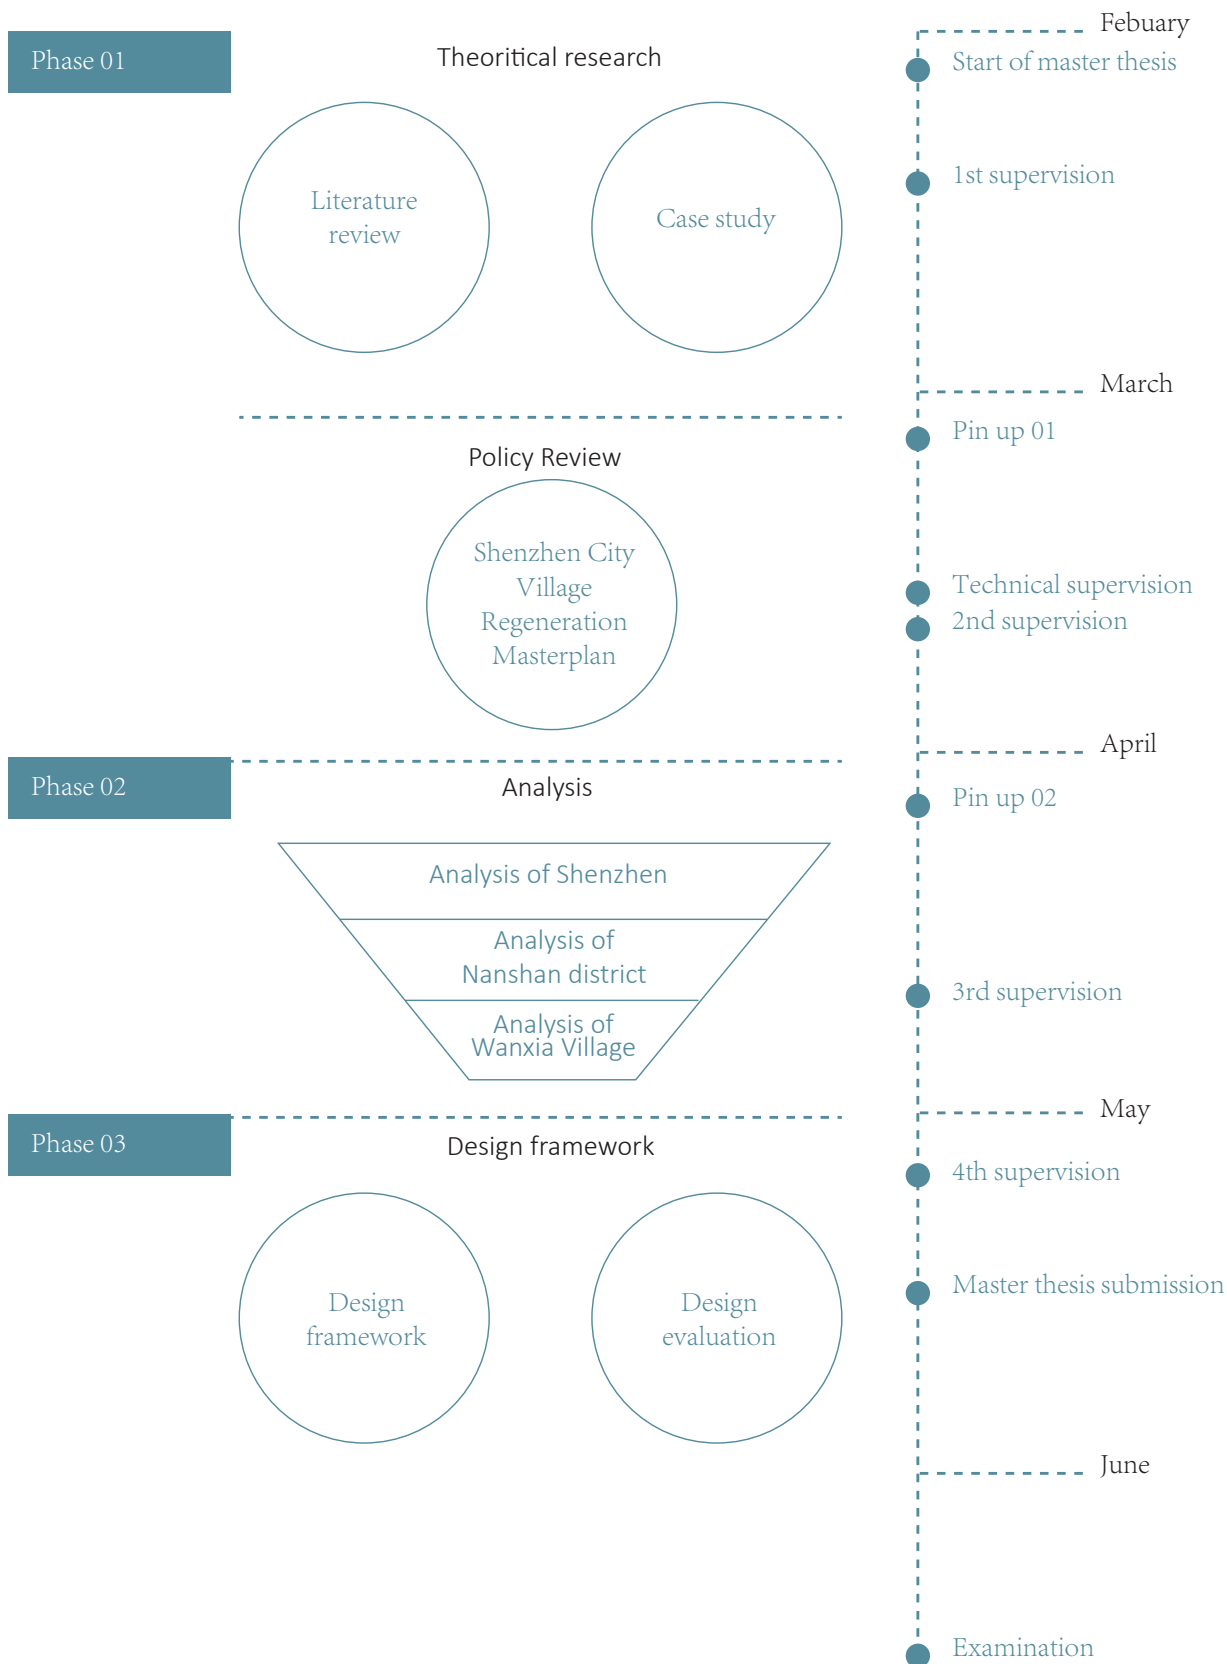 Phase 01
Theoritical research
Literature
review
Case study
Policy Review
Shenzhen City
Village
Regeneration
Masterplan
Phase 02
Analysis
Analysis of Shenzhen
Analysis of
Nanshan district
Analysis of
Wanxia Village
Phase 03
Design framework
Design
framework
Design
evaluation
Febuary
Start of master thesis
1st supervision
March
Pin up 01
Technical supervision
2nd supervision
April
Pin up 02
3rd supervision
May
4th supervision
Master thesis submission
June
Examination